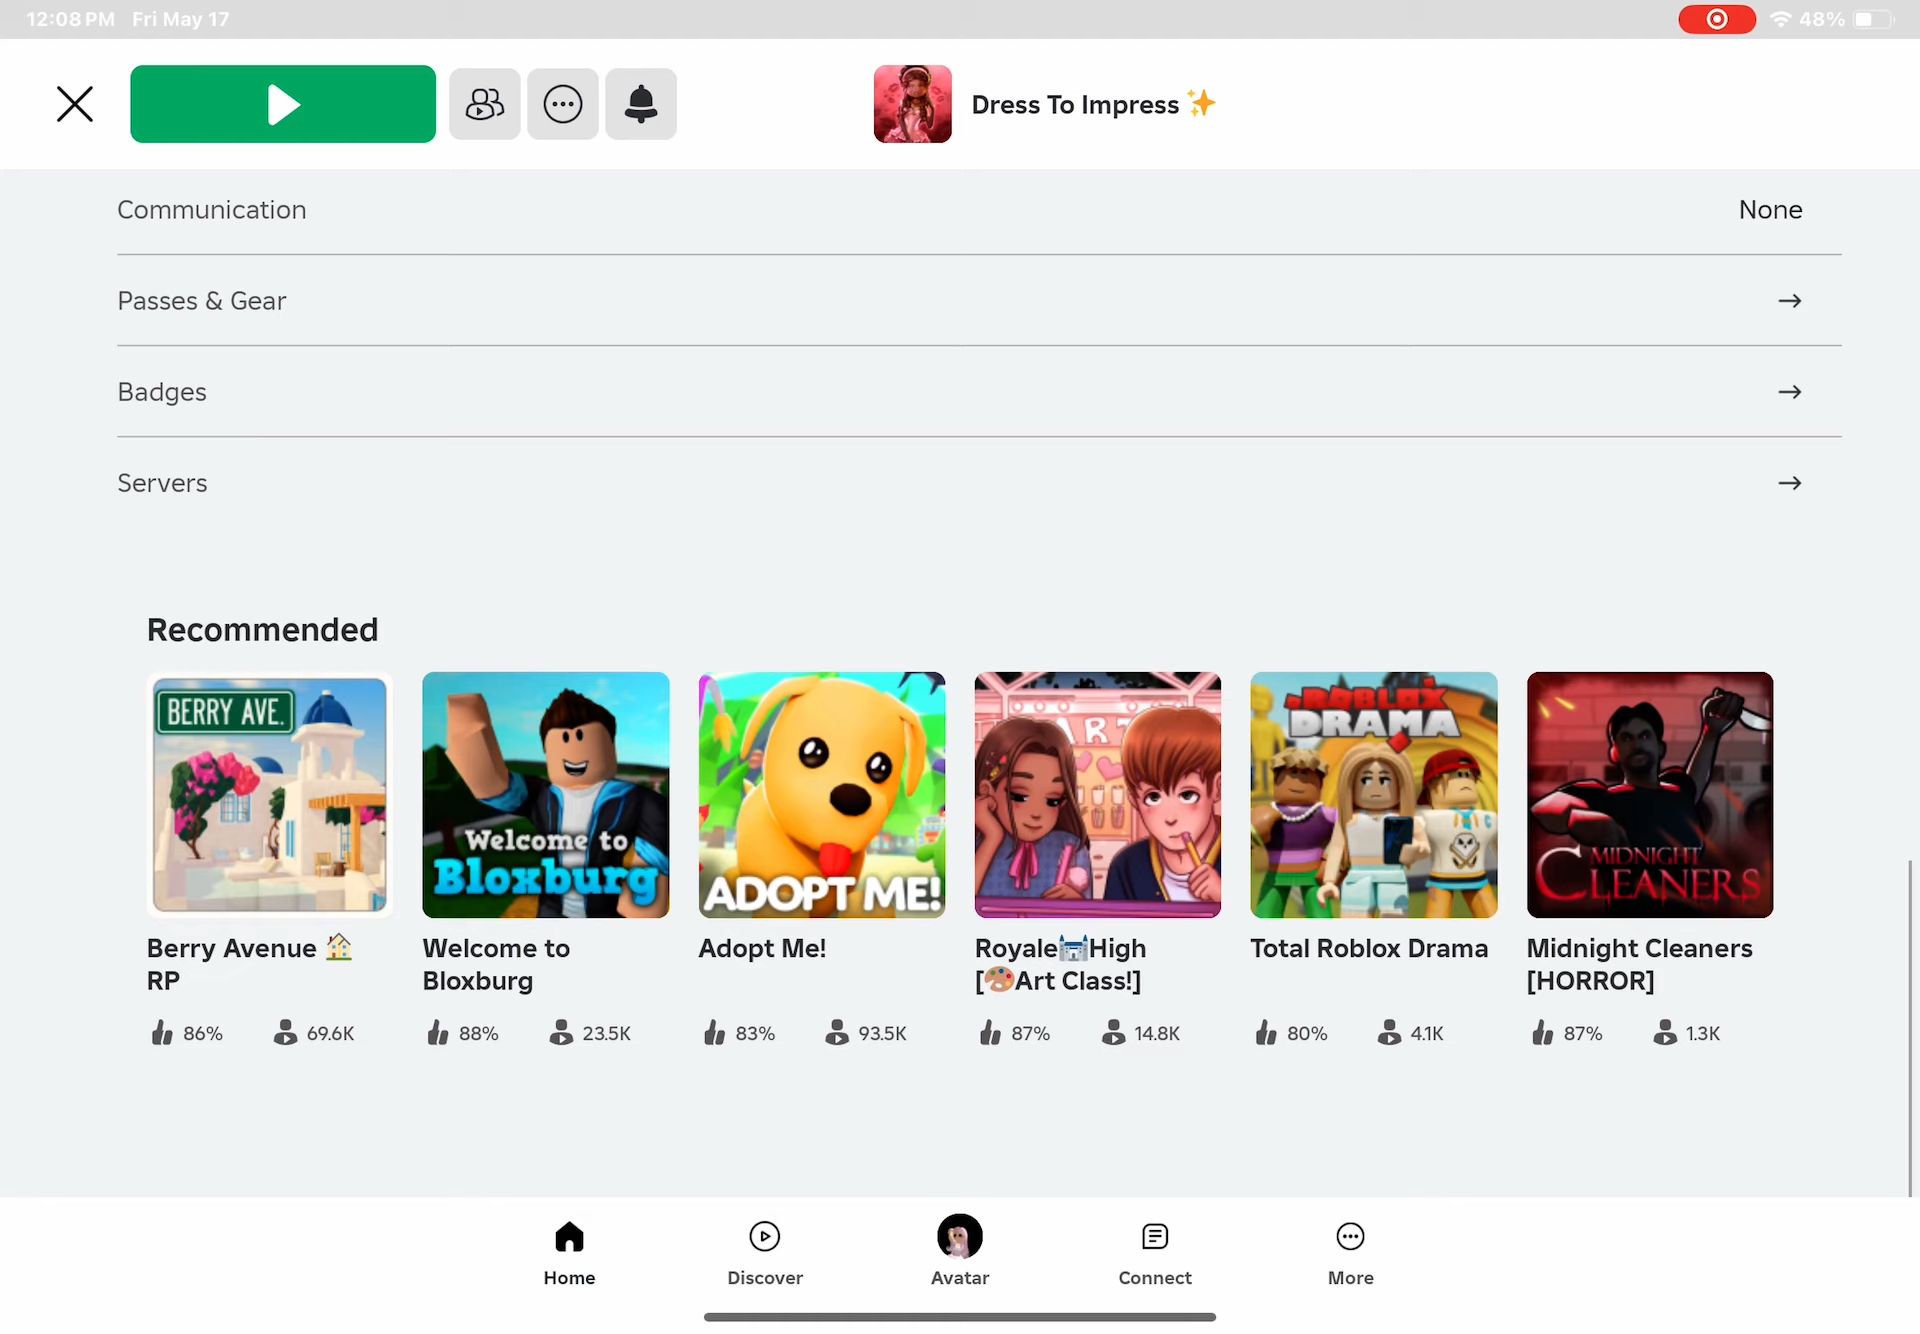 12:08 PM Fri May 17
48%
Dress To Impress ✨
Communication None
Passes & Gear →
Badges →
Servers →
Recommended
BERRY AVE.
Welcome to
Bloxburg
ADOPT ME!
ART
ROBLOX
DRAMA
MIDNIGHT
CLEANERS
Berry Avenue 🏠
RP
86% 69.6K
Welcome to
Bloxburg
88% 23.5K
Adopt Me!
83% 93.5K
Royale🏰High
[🎨Art Class!]
87% 14.8K
Total Roblox Drama
80% 4.1K
Midnight Cleaners
[HORROR]
87% 1.3K
Home
Discover
Avatar
Connect
More